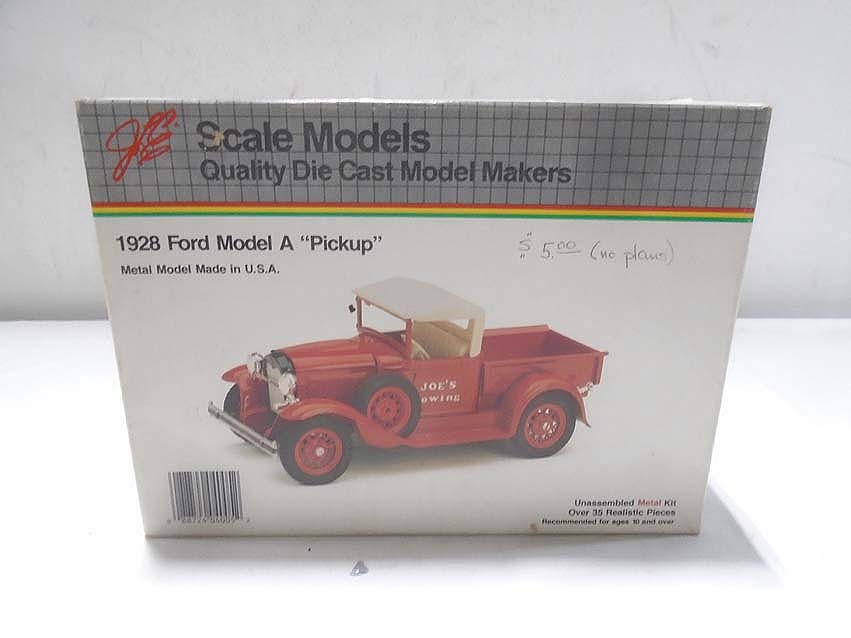 Scale Models
Quality Die Cast Model Makers
1928 Ford Model A "Pickup"
$ 5.00 (no plans)
Metal Model Made in U.S.A.
JOE'S
owing
Unassembled Metal Kit
Over 35 Realistic Pieces
Recommended for ages 10 and over